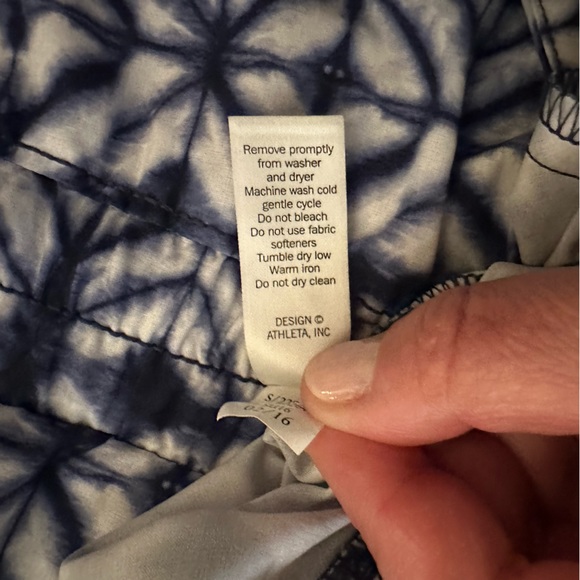 Remove promptly
from washer
and dryer
Machine wash cold
gentle cycle
Do not bleach
Do not use fabric
softeners
Tumble dry low
Warm iron
Do not dry clean
DESIGN ©
ATHLETA, INC